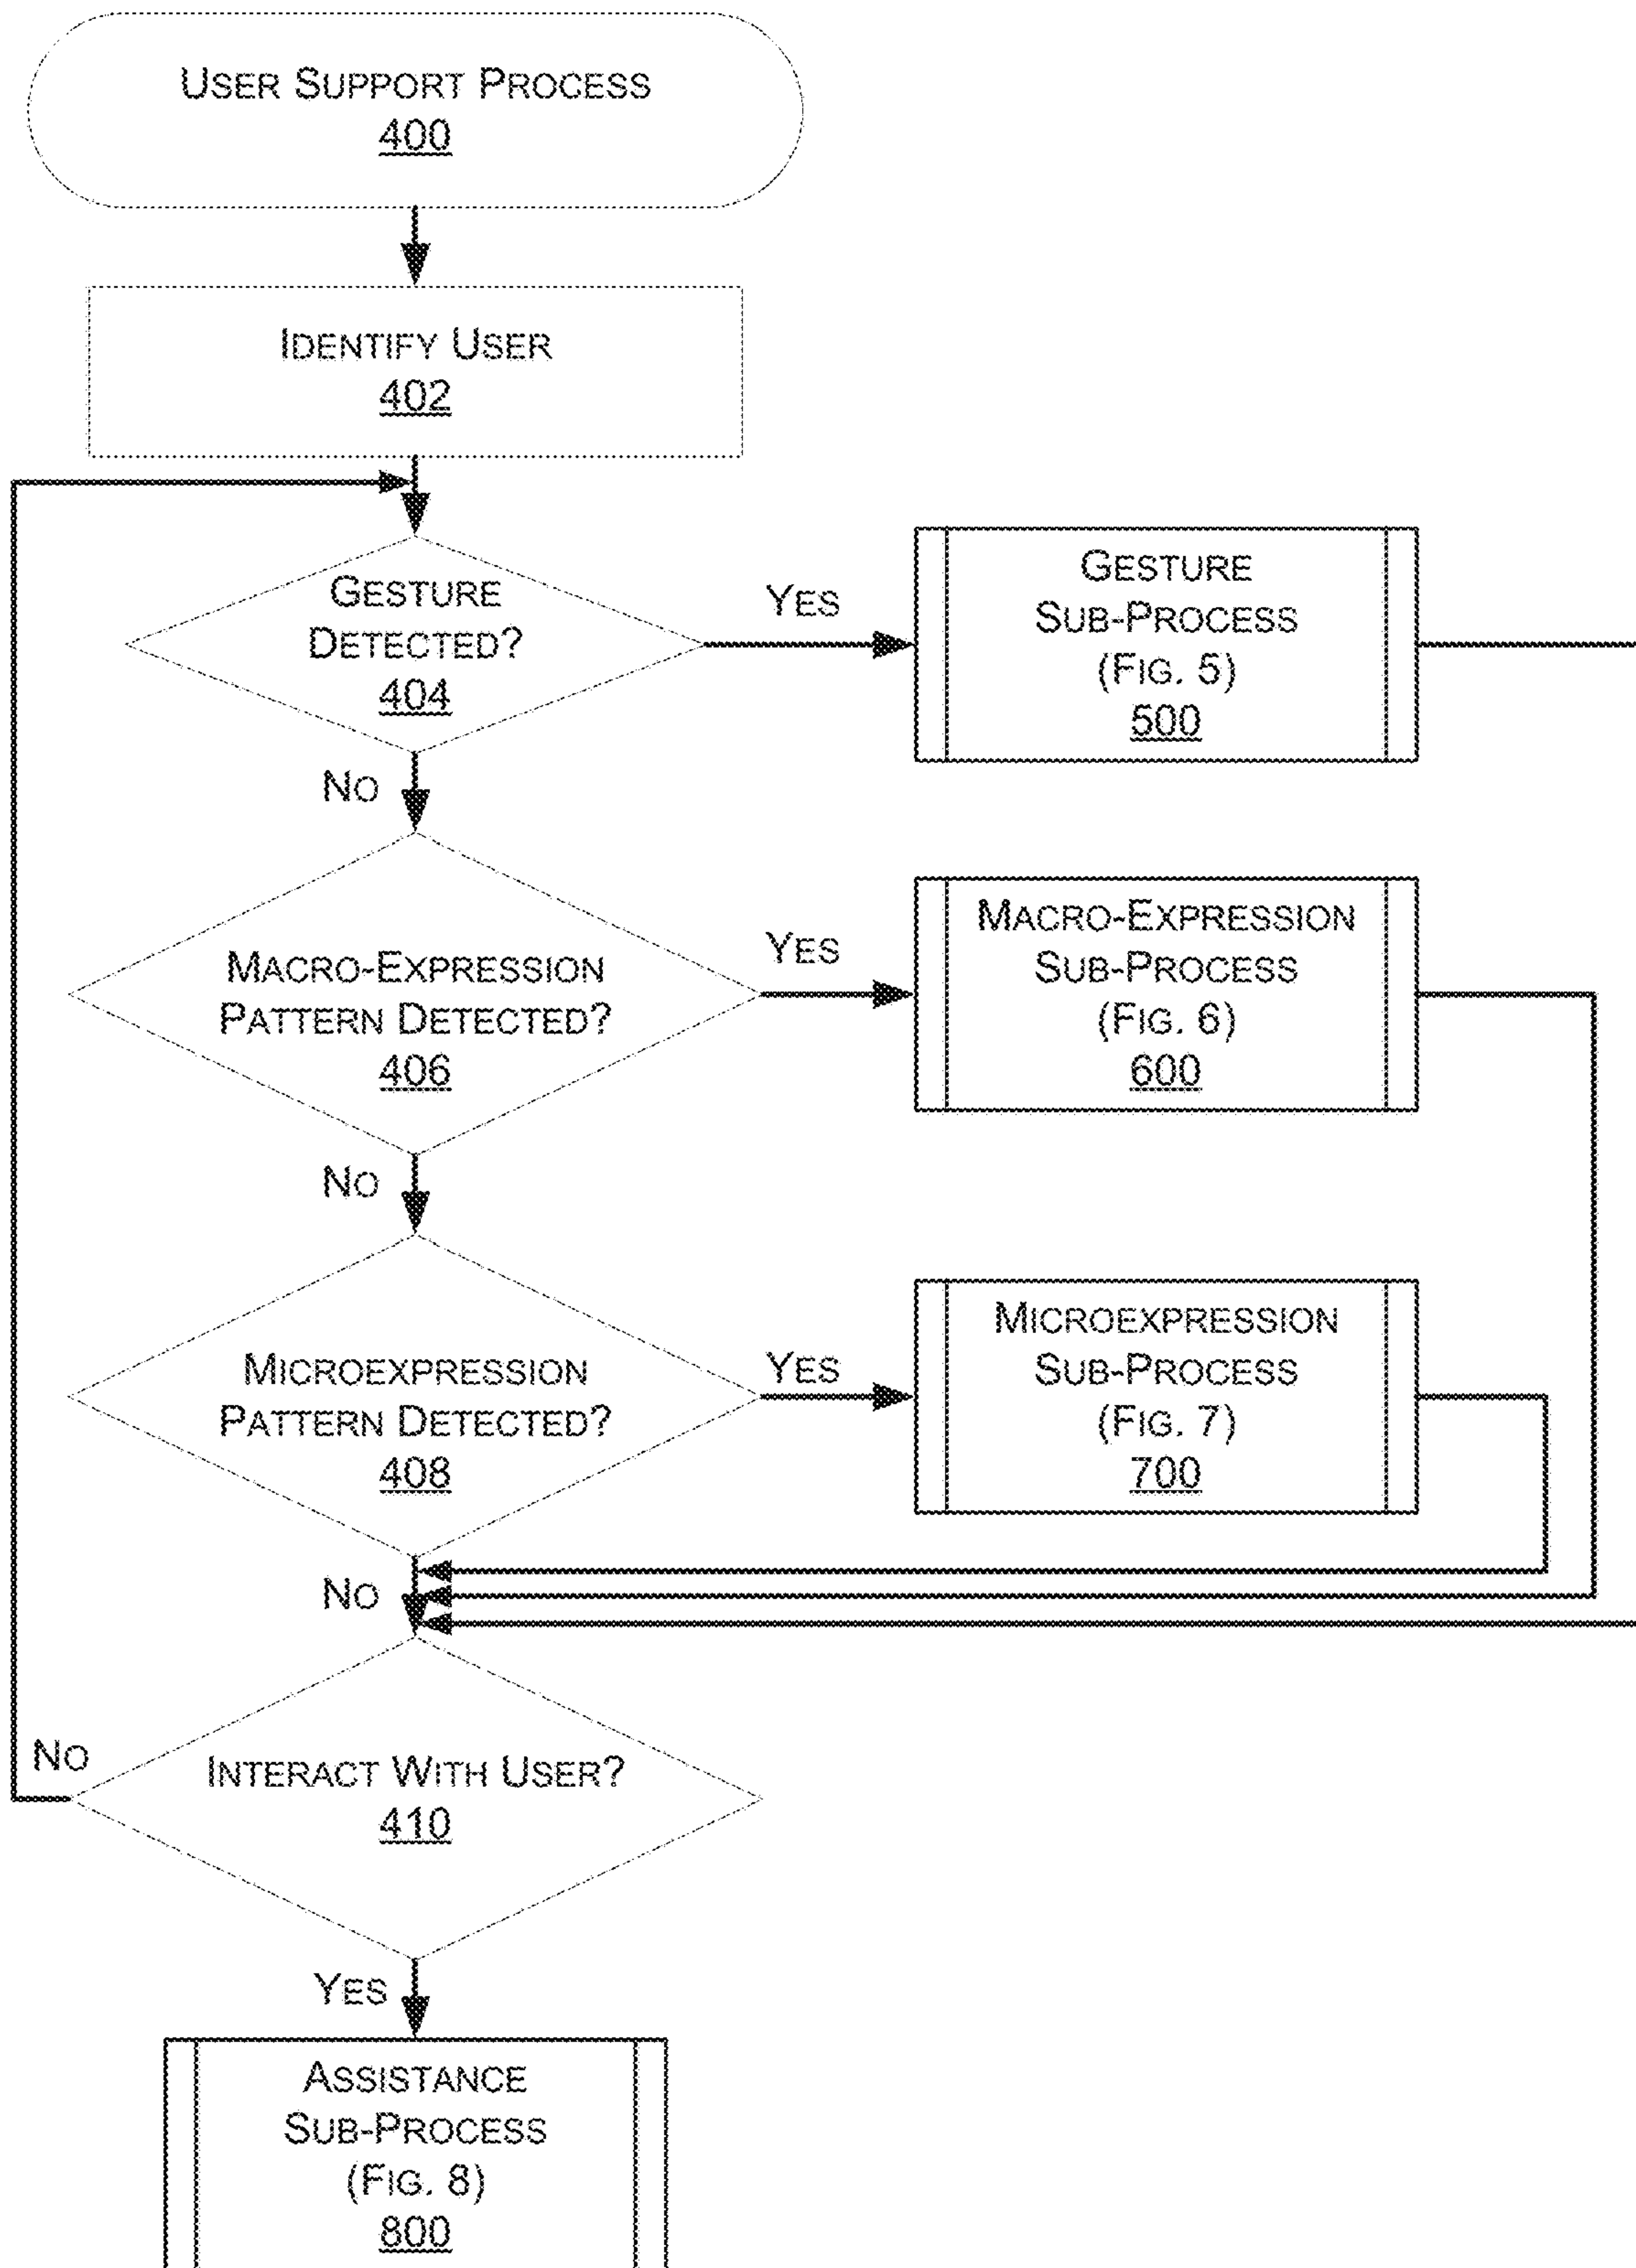 USER SUPPORT PROCESS
400
IDENTIFY USER
402
GESTURE
DETECTED?
404
YES
GESTURE
SUB-PROCESS
(FIG. 5)
500
NO
MACRO-EXPRESSION
PATTERN DETECTED?
406
YES
MACRO-EXPRESSION
SUB-PROCESS
(FIG. 6)
600
NO
MICROEXPRESSION
PATTERN DETECTED?
408
YES
MICROEXPRESSION
SUB-PROCESS
(FIG. 7)
700
NO
NO
INTERACT WITH USER?
410
YES
ASSISTANCE
SUB-PROCESS
(FIG. 8)
800